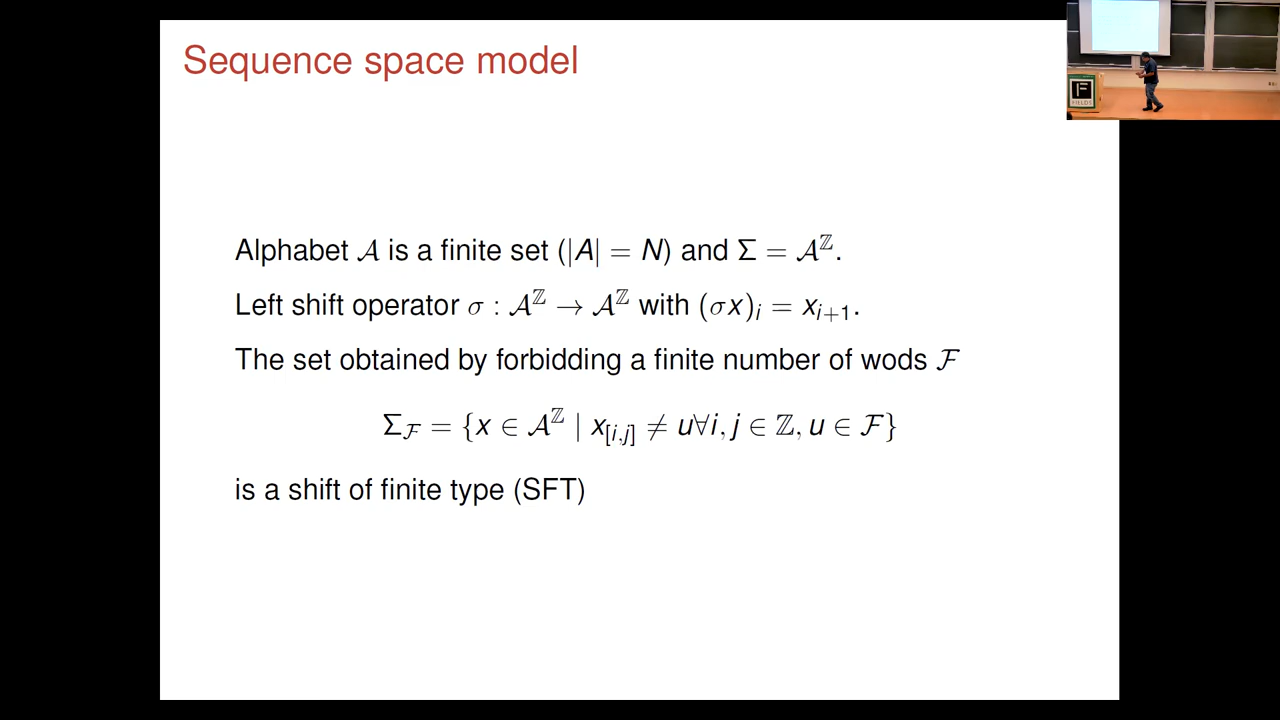 Sequence space model
Alphabet 𝒜 is a finite set (|A| = N) and Σ = 𝒜^ℤ.
Left shift operator σ : 𝒜^ℤ → 𝒜^ℤ with (σx)_i = x_{i+1}.
The set obtained by forbidding a finite number of wods ℱ
Σ_ℱ = {x ∈ 𝒜^ℤ | x_{[i,j]} ≠ u∀i, j ∈ ℤ, u ∈ ℱ}
is a shift of finite type (SFT)
F
FIELDS